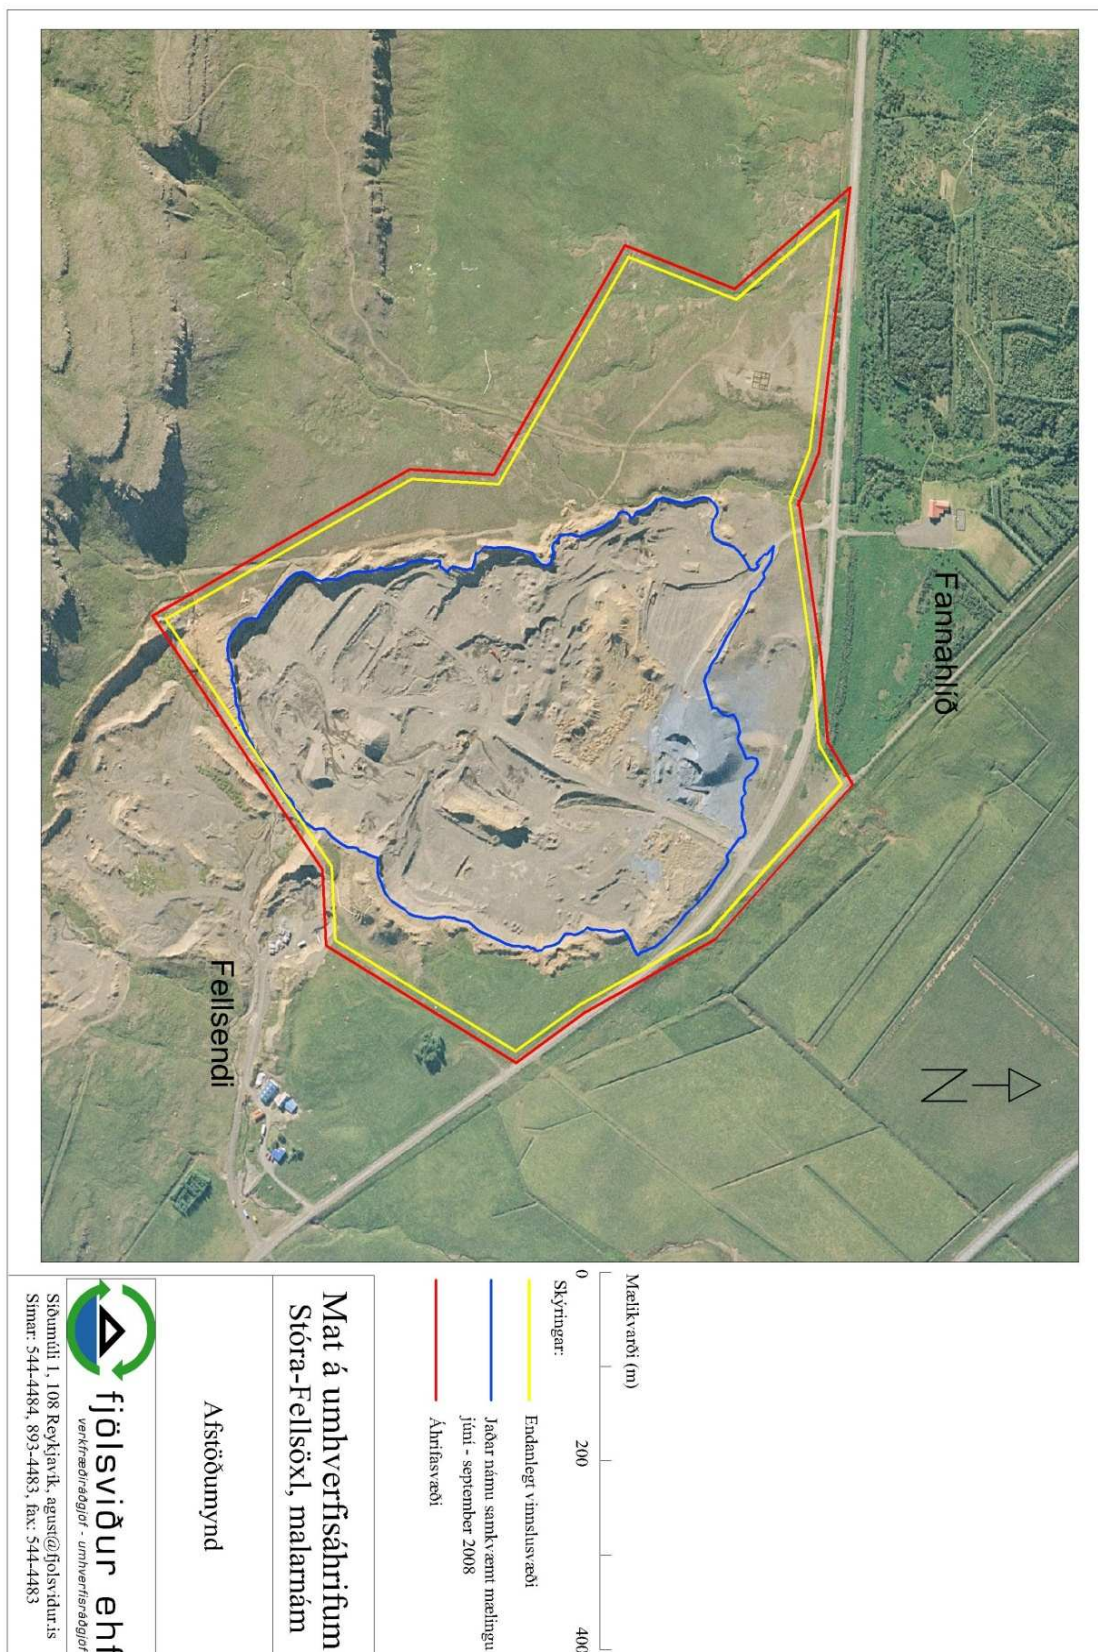 Fannahlíð
Fellsendi
N
Mælikvarði (m)
0 200 400
Skýringar:
Endanlegt vinnslusvæði
Jaðar námu samkvæmt mælingu
júní - september 2008
Áhrifasvæði
Mat á umhverfisáhrifum
Stóra-Fellsöxl, malarnám
Afstöðumynd
fjölsviður ehf
verkfræðiráðgjöf - umhverfisráðgjöf
Síðumúli 1, 108 Reykjavík, agust@fjolsvidur.is
Símar: 544-4484, 893-4483, fax: 544-4483